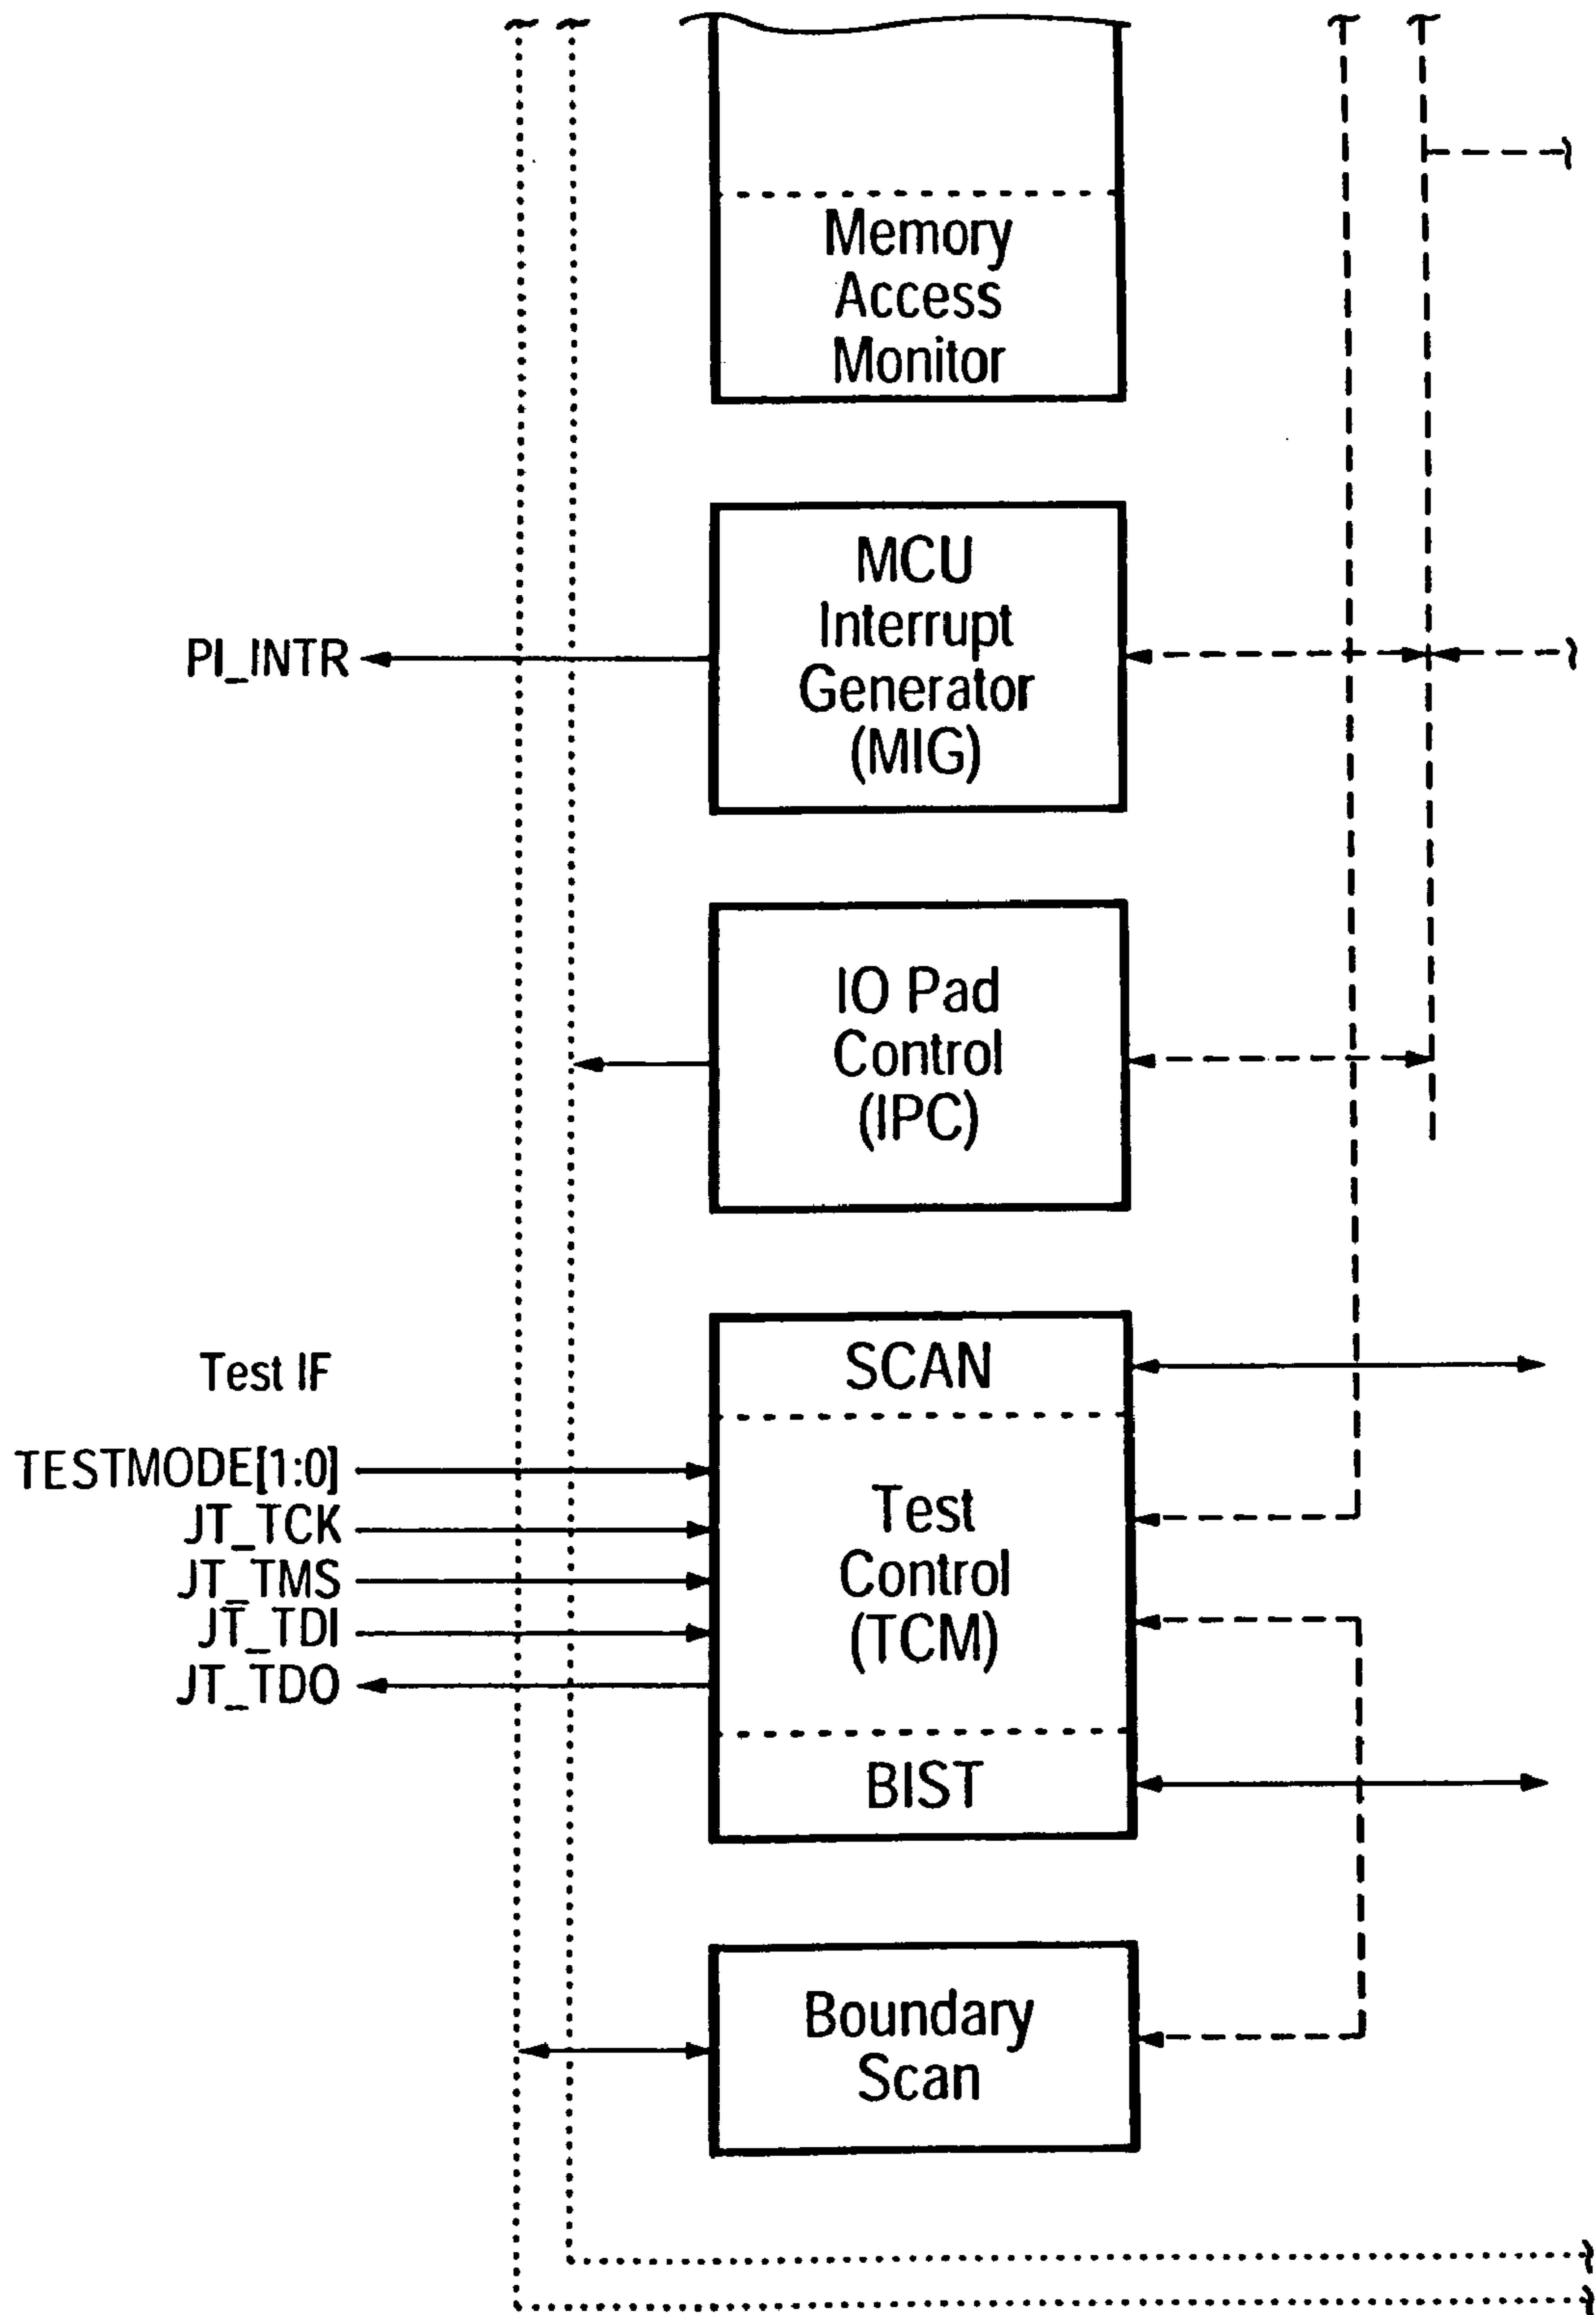 Memory
Access
Monitor
MCU
Interrupt
Generator
(MIG)
PI_INTR
IO Pad
Control
(IPC)
Test IF
SCAN
TESTMODE[1:0]
JT_TCK
JT_TMS
JT_TDI
JT_TDO
Test
Control
(TCM)
BIST
Boundary
Scan